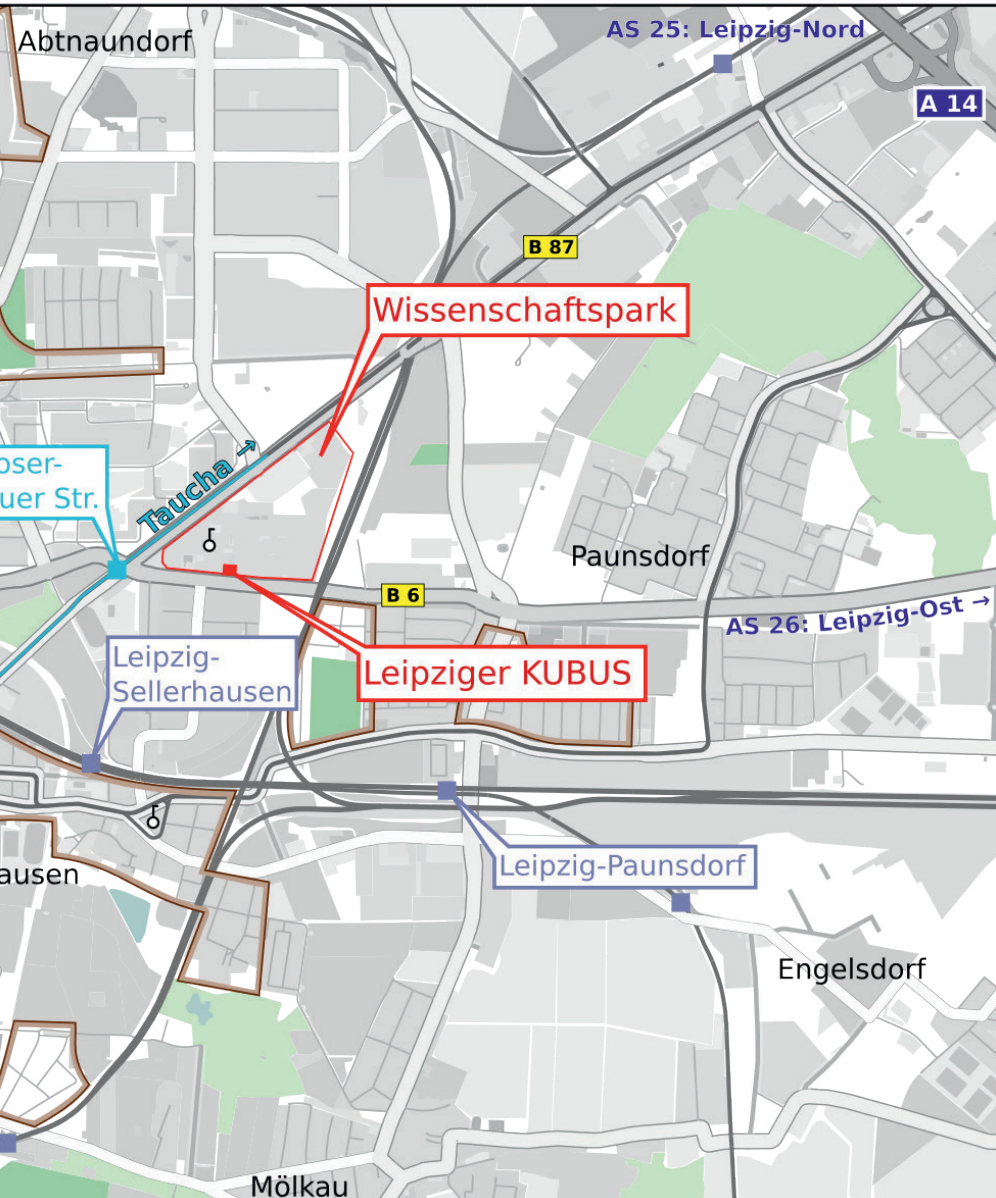 AS 25: Leipzig-Nord
Abtnaundorf
A 14
B 87
Wissenschaftspark
Taucha →
oser-
uer Str.
Paunsdorf
B 6
AS 26: Leipzig-Ost →
Leipzig-
Sellerhausen
Leipziger KUBUS
Leipzig-Paunsdorf
ausen
Engelsdorf
Mölkau